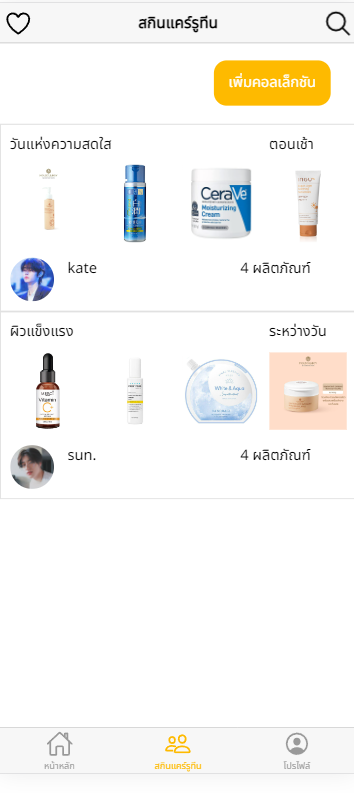 สกินแคร์รูทีน
เพิ่มคอลเล็กชัน
วันแห่งความสดใส
ตอนเช้า
CeraVe
Moisturizing
Cream
kate
4 ผลิตภัณฑ์
ผิวแข็งแรง
ระหว่างวัน
Vitamin
C
White & Aqua
sun.
4 ผลิตภัณฑ์
หน้าหลัก
สกินแคร์รูทีน
โปรไฟล์